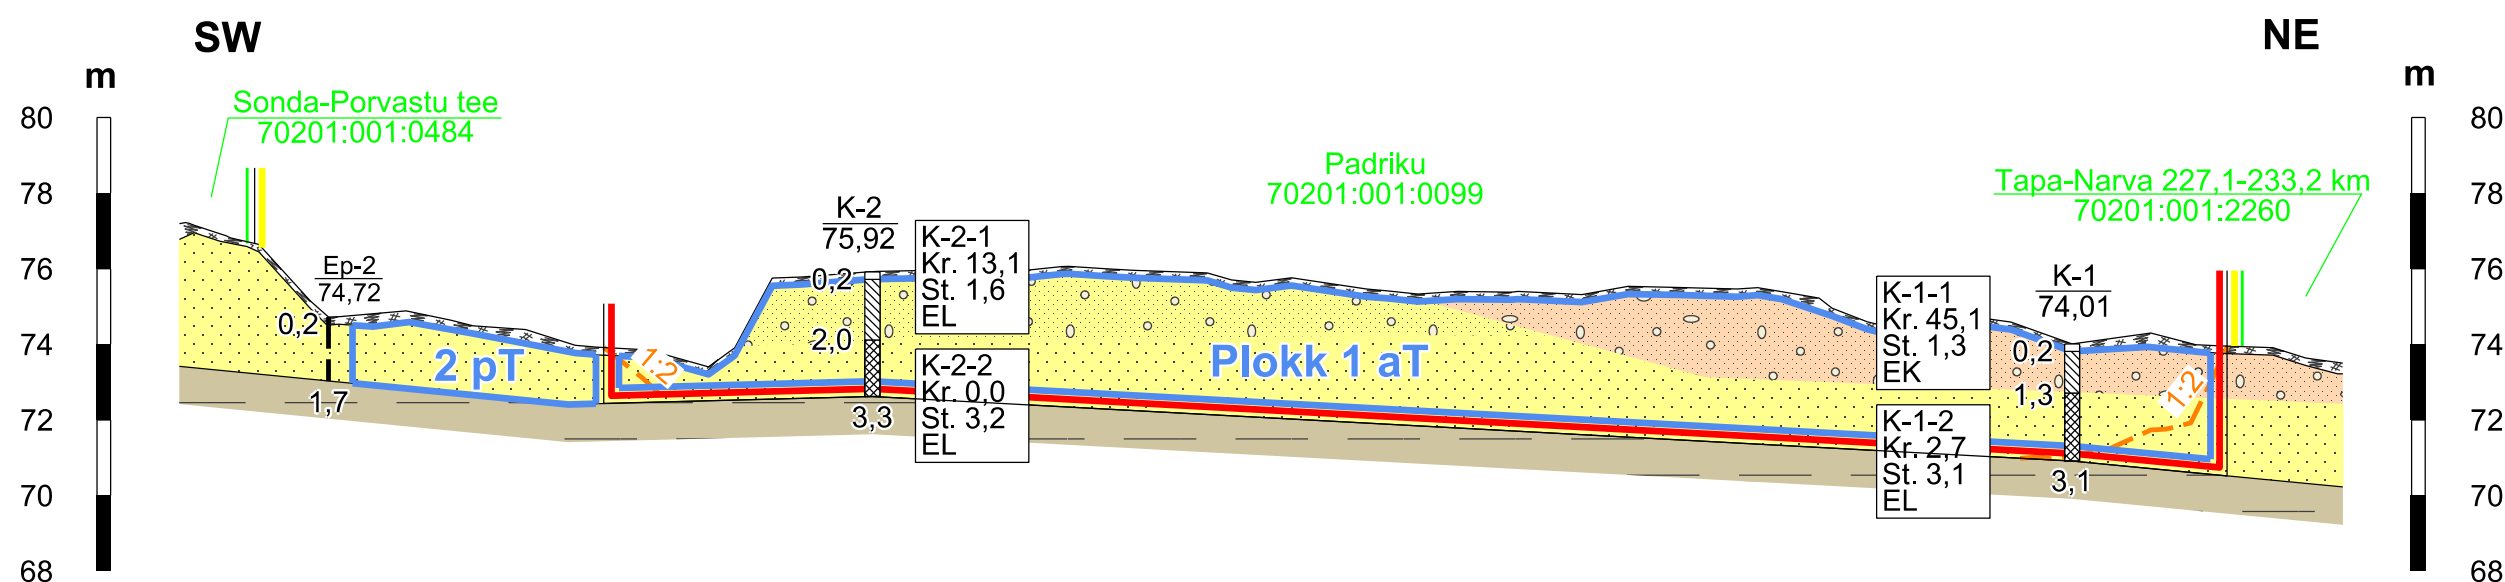 SW
NE
m
m
Sonda-Porvastu tee
70201:001:0484
Padriku
70201:001:0099
Tapa-Narva 227,1-233,2 km
70201:001:2260
80
78
76
74
72
70
68
80
78
76
74
72
70
68
Ep-2
74,72
0,2
1,7
2 pT
1:2
K-2
75,92
0,2
2,0
3,3
K-2-1
Kr. 13,1
St. 1,6
EL
K-2-2
Kr. 0,0
St. 3,2
EL
Plokk 1 aT
K-1-1
Kr. 45,1
St. 1,3
EK
K-1-2
Kr. 2,7
St. 3,1
EL
K-1
74,01
0,2
1,3
3,1
1:2